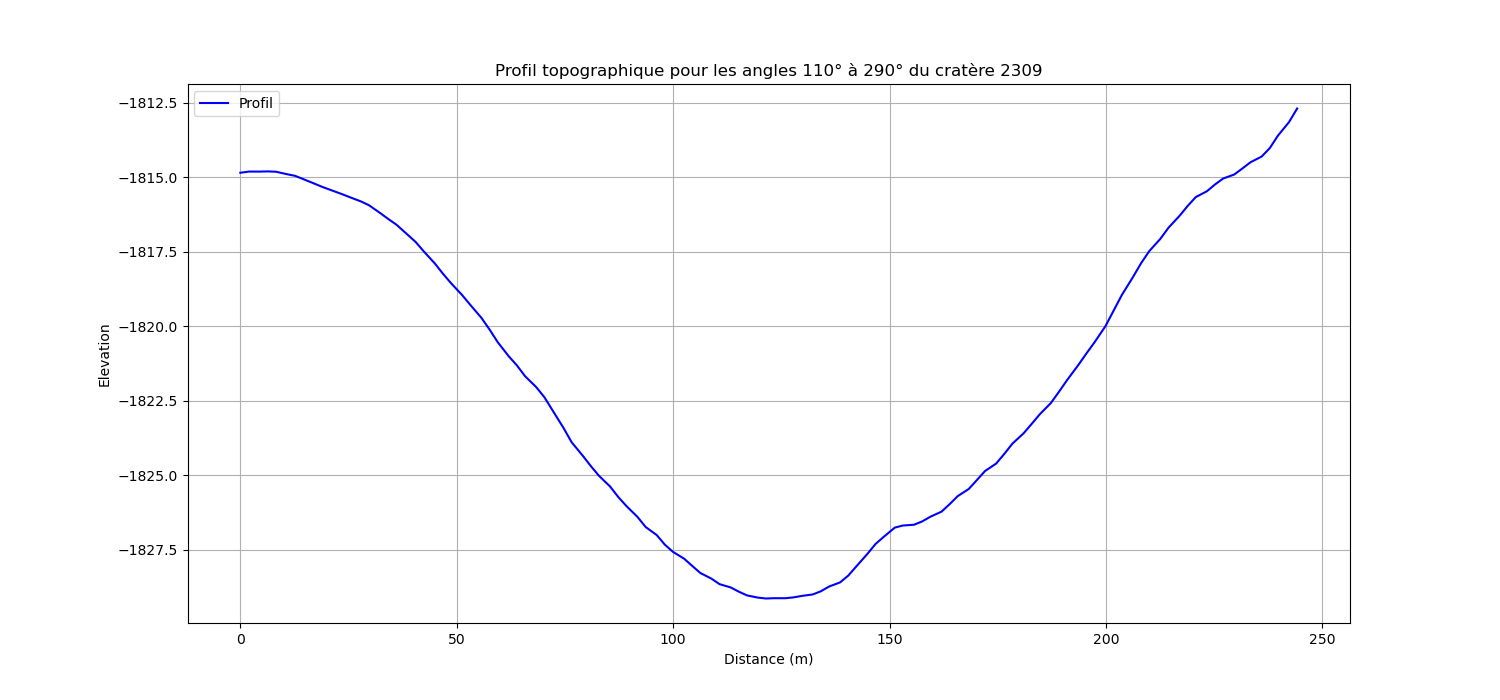 Profil topographique pour les angles 110° à 290° du cratère 2309
Profil
−1812.5
−1815.0
−1817.5
−1820.0
−1822.5
−1825.0
−1827.5
Elevation
0 50 100 150 200 250
Distance (m)